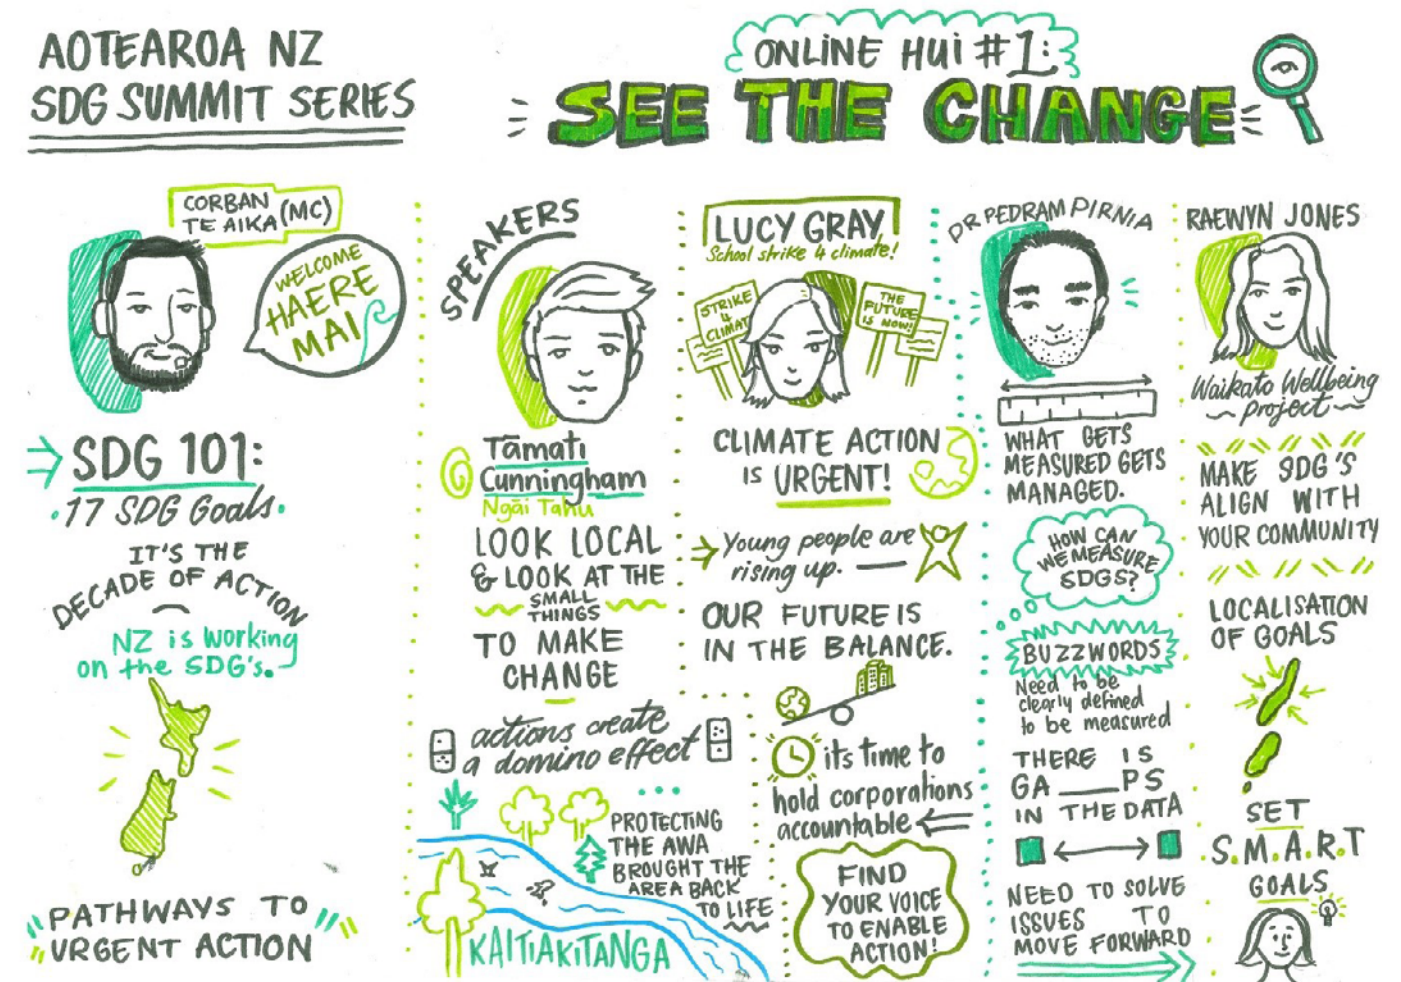 AOTEAROA NZ
SDG SUMMIT SERIES
ONLINE HUI #1:
SEE THE CHANGE
CORBAN
TE AIKA (MC)
WELCOME
HAERE
MAI
SDG 101:
17 SDG Goals.
IT'S THE
DECADE OF ACTION
NZ is working
on the SDG's.
PATHWAYS TO
URGENT ACTION
SPEAKERS
Tāmati
Cunningham
Ngāi Tahu
LOOK LOCAL
& LOOK AT THE
SMALL
THINGS
TO MAKE
CHANGE
actions create
a domino effect
PROTECTING
THE AWA
BROUGHT THE
AREA BACK
TO LIFE
KAITIAKITANGA
LUCY GRAY,
School strike 4 climate!
STRIKE
4
CLIMAT
THE
FUTURE
IS NOW!
CLIMATE ACTION
IS URGENT!
Young people are
rising up.
OUR FUTURE IS
IN THE BALANCE.
its time to
hold corporations
accountable
FIND
YOUR VOICE
TO ENABLE
ACTION!
DR PEDRAM PIRNIA
WHAT GETS
MEASURED GETS
MANAGED.
HOW CAN
WE MEASURE
SDGS?
BUZZWORDS
Need to be
clearly defined
to be measured
THERE IS
GA___PS
IN THE DATA
NEED TO SOLVE
ISSUES TO
MOVE FORWARD
RAEWYN JONES
Waikato Wellbeing
project
MAKE SDG'S
ALIGN WITH
YOUR COMMUNITY
LOCALISATION
OF GOALS
SET
S.M.A.R.T
GOALS